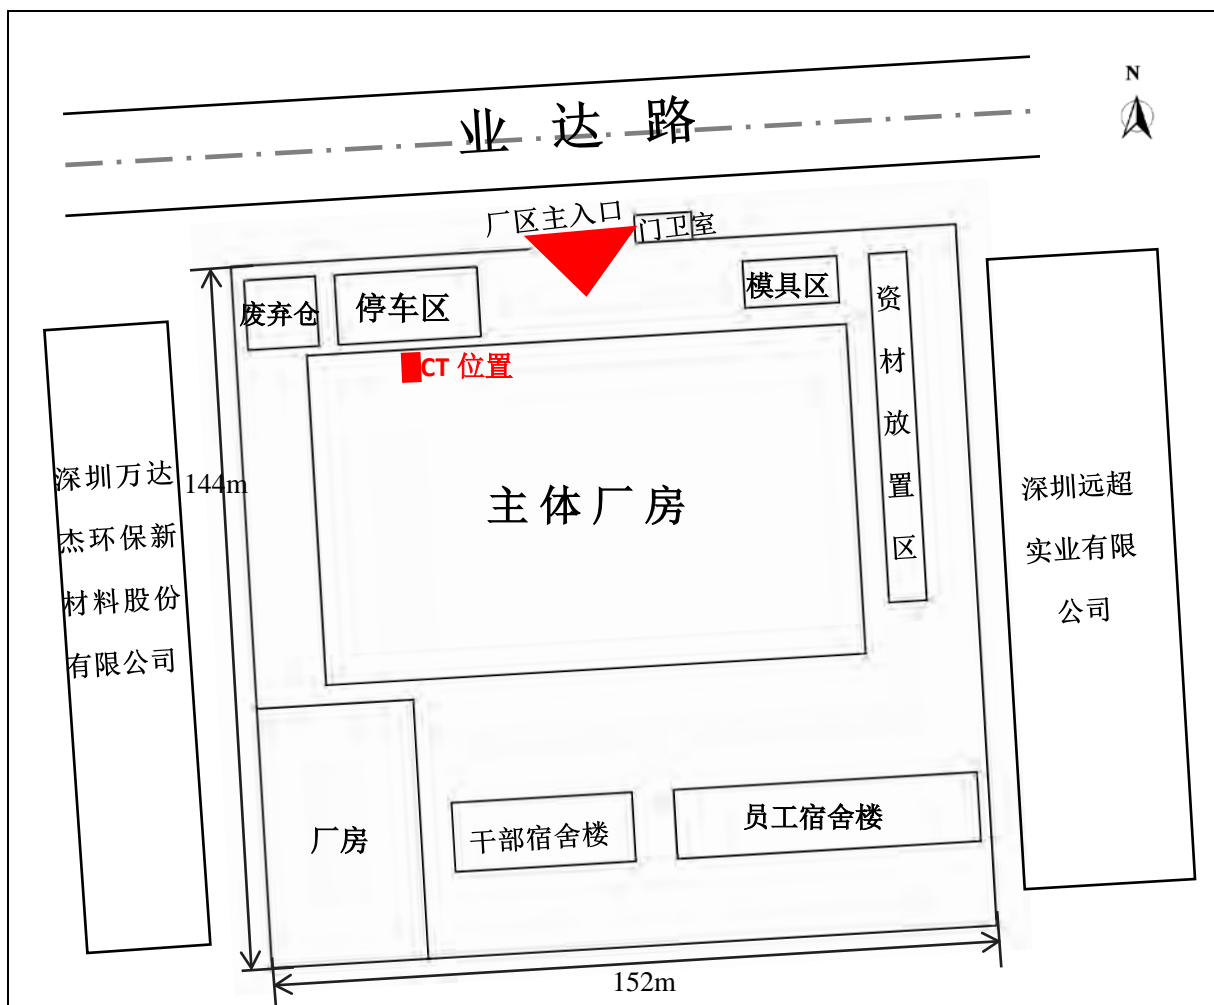 N
业达路
厂区主入口
门卫室
废弃仓
停车区
模具区
资
材
放
置
区
CT 位置
144m
主体厂房
深圳万达
杰环保新
材料股份
有限公司
深圳远超
实业有限
公司
厂房
干部宿舍楼
员工宿舍楼
152m